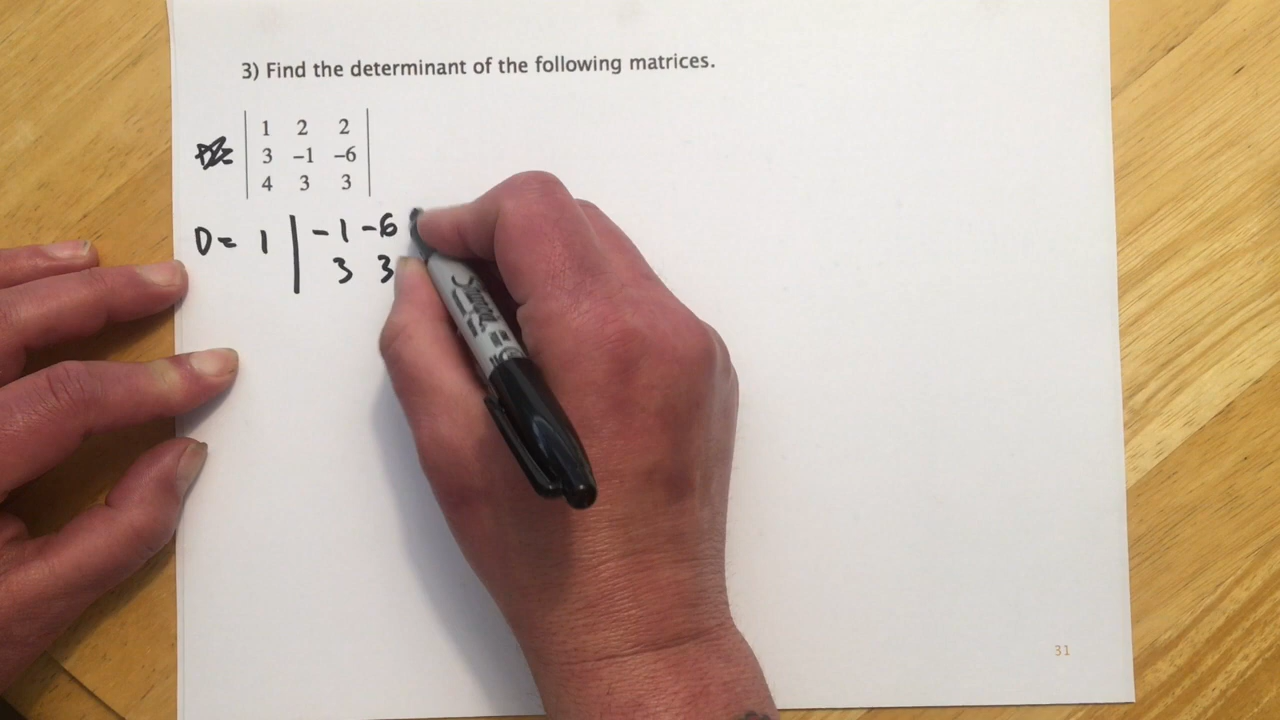 3) Find the determinant of the following matrices.
1 2 2
3 -1 -6
4 3 3
D = 1 | -1 -6
3 3
31